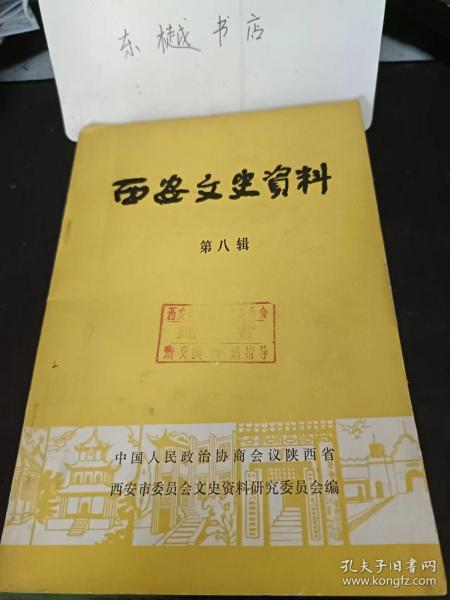 东樾书店
西安文史資料
第八辑
中国人民政治协商会议陕西省
西安市委员会文史资料研究委员会编
孔夫子旧书网
www.kongfz.com